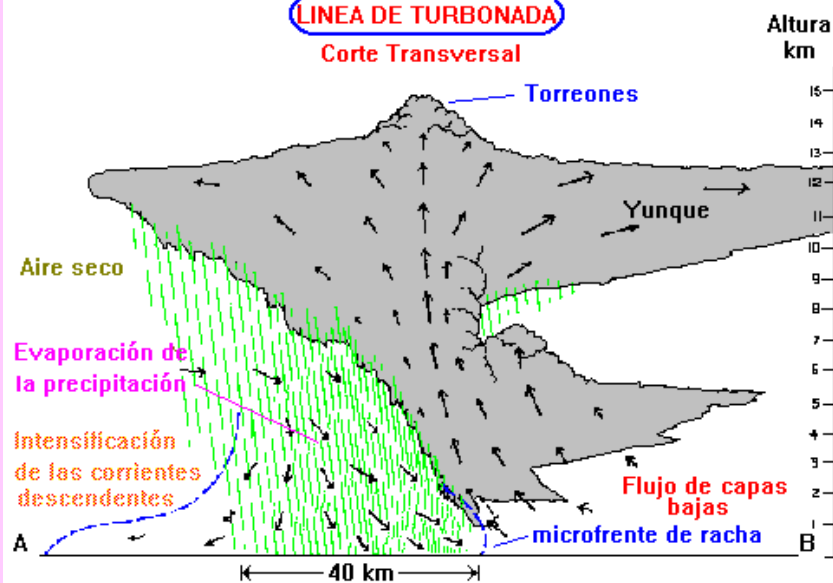 LINEA DE TURBONADA
Corte Transversal
Altura
km
Torreones
15
14
13
12
11
10
9
8
7
6
5
4
3
2
1
Yunque
Aire seco
Evaporación de
la precipitación
Intensificación
de las corrientes
descendentes
Flujo de capas
bajas
microfrente de racha
A
B
40 km